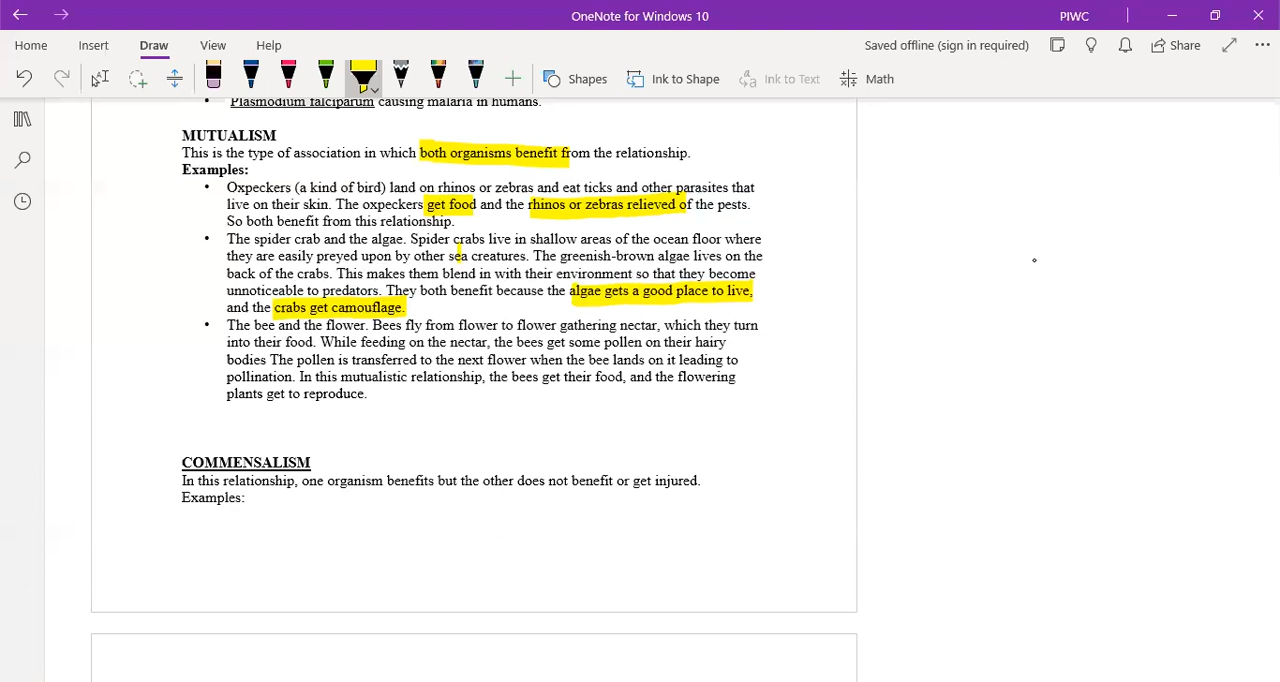 OneNote for Windows 10
PIWC
Home Insert Draw View Help
Saved offline (sign in required)
Share
Shapes
Ink to Shape
Ink to Text
Math
• Plasmodium falciparum causing malaria in humans.
MUTUALISM
This is the type of association in which both organisms benefit from the relationship.
Examples:
• Oxpeckers (a kind of bird) land on rhinos or zebras and eat ticks and other parasites that
live on their skin. The oxpeckers get food and the rhinos or zebras relieved of the pests.
So both benefit from this relationship.
• The spider crab and the algae. Spider crabs live in shallow areas of the ocean floor where
they are easily preyed upon by other sea creatures. The greenish-brown algae lives on the
back of the crabs. This makes them blend in with their environment so that they become
unnoticeable to predators. They both benefit because the algae gets a good place to live,
and the crabs get camouflage.
• The bee and the flower. Bees fly from flower to flower gathering nectar, which they turn
into their food. While feeding on the nectar, the bees get some pollen on their hairy
bodies The pollen is transferred to the next flower when the bee lands on it leading to
pollination. In this mutualistic relationship, the bees get their food, and the flowering
plants get to reproduce.
COMMENSALISM
In this relationship, one organism benefits but the other does not benefit or get injured.
Examples: